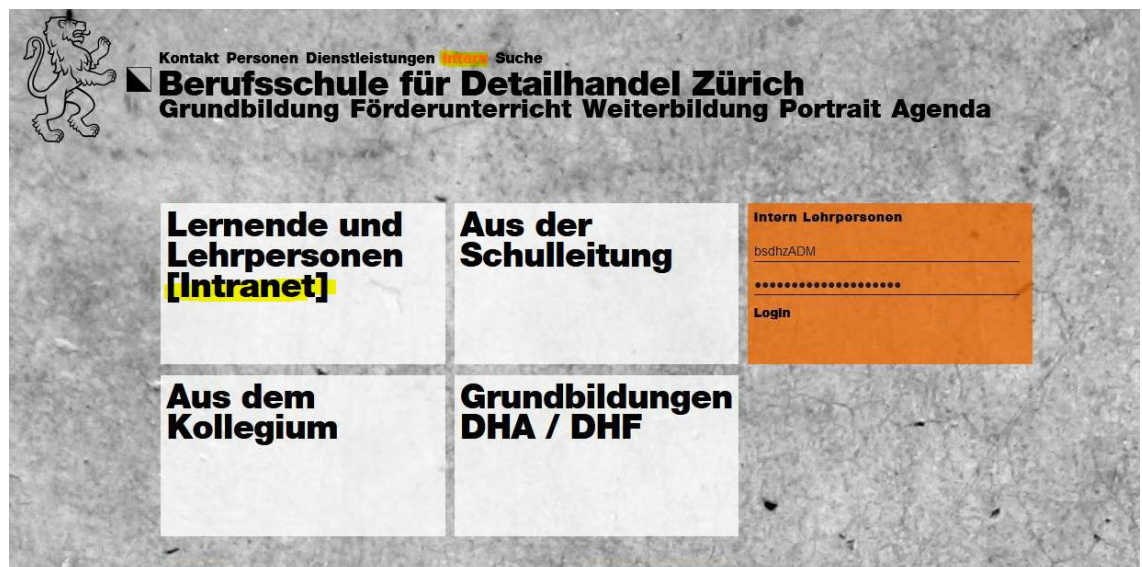 Kontakt Personen Dienstleistungen Intern Suche
Berufsschule für Detailhandel Zürich
Grundbildung Förderunterricht Weiterbildung Portrait Agenda
Lernende und
Lehrpersonen
[Intranet]
Aus der
Schulleitung
Intern Lehrpersonen
bsdhzADM
••••••••••••••••••••
Login
Aus dem
Kollegium
Grundbildungen
DHA / DHF